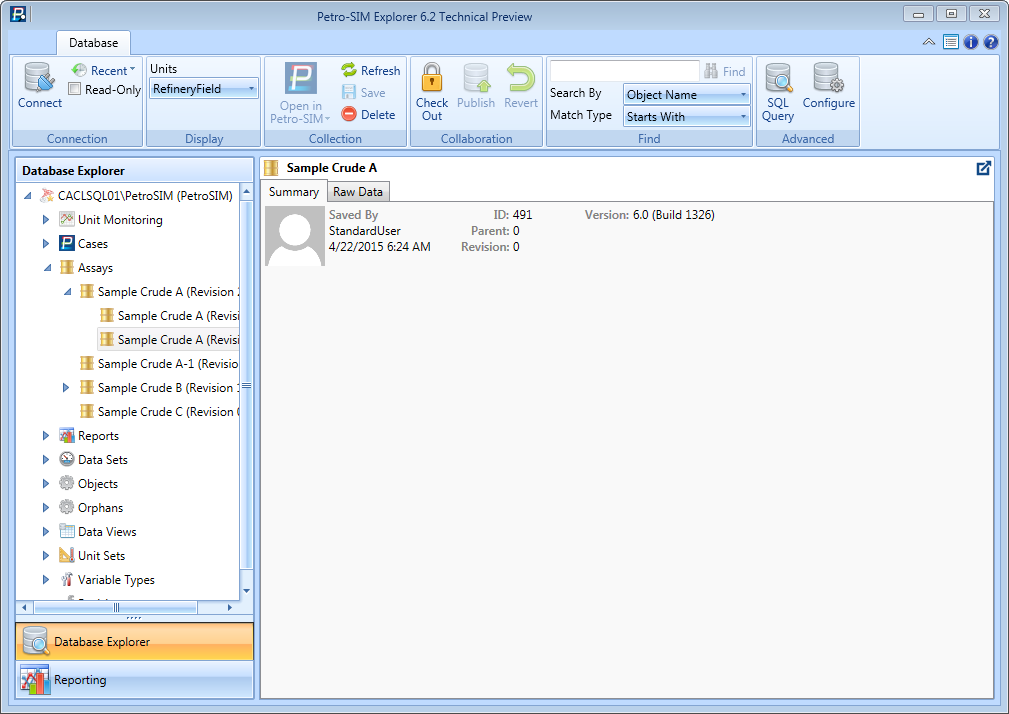 Petro-SIM Explorer 6.2 Technical Preview
Database
Connect
Recent
Read-Only
Connection
Units
RefineryField
Display
Open in
Petro-SIM
Refresh
Save
Delete
Collection
Check
Out
Publish
Revert
Collaboration
Find
Search By
Object Name
Match Type
Starts With
Find
SQL
Query
Configure
Advanced
Database Explorer
CACLSQL01\PetroSIM (PetroSIM)
Unit Monitoring
Cases
Assays
Sample Crude A (Revision
Sample Crude A (Revisi
Sample Crude A (Revisi
Sample Crude A-1 (Revisio
Sample Crude B (Revision
Sample Crude C (Revision
Reports
Data Sets
Objects
Orphans
Data Views
Unit Sets
Variable Types
Database Explorer
Reporting
Sample Crude A
Summary
Raw Data
Saved By
StandardUser
4/22/2015 6:24 AM
ID: 491
Parent: 0
Revision: 0
Version: 6.0 (Build 1326)